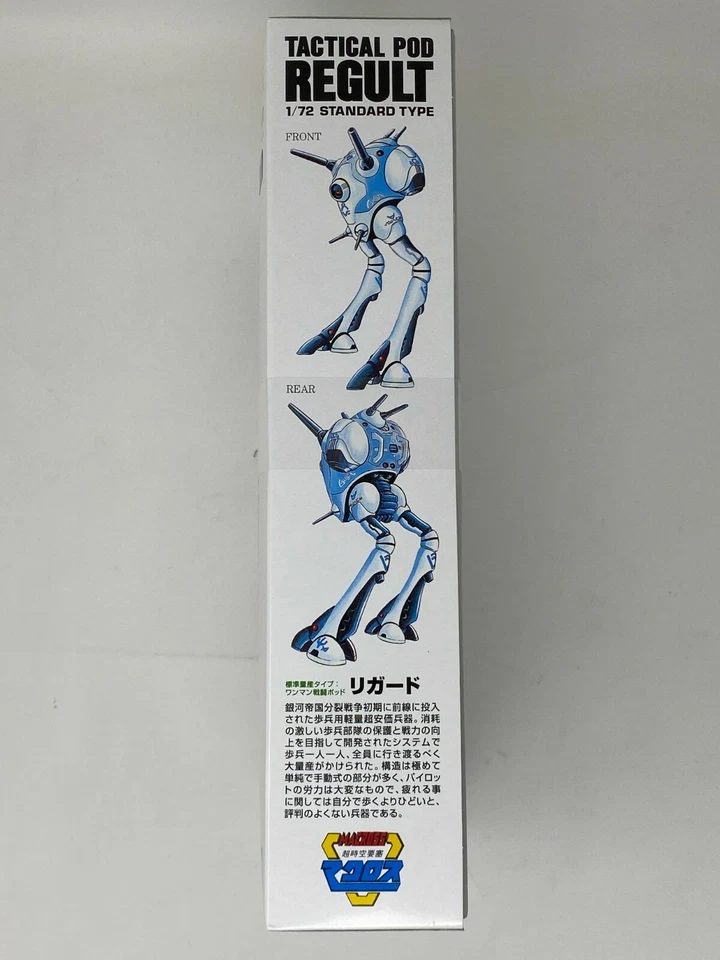 TACTICAL POD
REGULT
1/72 STANDARD TYPE
FRONT
REAR
標準量産タイプ：
ワンマン戦闘ポッド
リガード
銀河帝国分裂戦争初期に前線に投入
された歩兵用軽量超安価兵器。消耗
の激しい歩兵部隊の保護と戦力の向
上を目指して開発されたシステムで
歩兵一人一人、全員に行き渡るべく
大量産がかけられた。構造は極めて
単純で手動式の部分が多く、パイロッ
トの労力は大変なもので、疲れる事
に関しては自分で歩くよりひどいと、
評判のよくない兵器である。
MACROSS
超時空要塞
マクロス